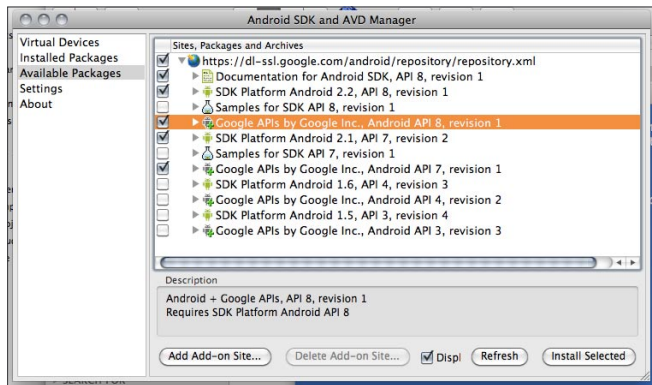 Android SDK and AVD Manager
Virtual Devices
Installed Packages
Available Packages
Settings
About
Sites, Packages and Archives
https://dl-ssl.google.com/android/repository/repository.xml
Documentation for Android SDK, API 8, revision 1
SDK Platform Android 2.2, API 8, revision 1
Samples for SDK API 8, revision 1
Google APIs by Google Inc., Android API 8, revision 1
SDK Platform Android 2.1, API 7, revision 2
Samples for SDK API 7, revision 1
Google APIs by Google Inc., Android API 7, revision 1
SDK Platform Android 1.6, API 4, revision 3
Google APIs by Google Inc., Android API 4, revision 2
SDK Platform Android 1.5, API 3, revision 4
Google APIs by Google Inc., Android API 3, revision 3
Description
Android + Google APIs, API 8, revision 1
Requires SDK Platform Android API 8
Add Add-on Site... Delete Add-on Site... Displ Refresh Install Selected
SEARCH FOR